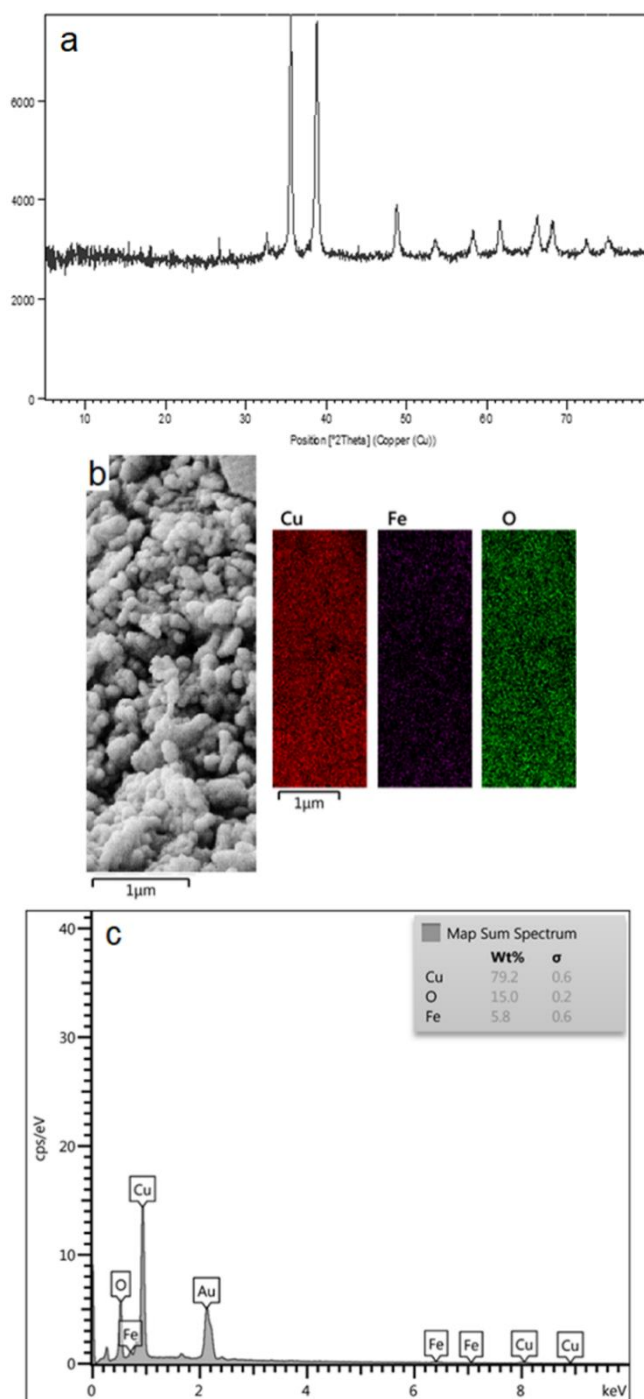 a
6000
4000
2000
0
10 20 30 40 50 60 70
Position [°2Theta] (Copper (Cu))
b
Cu Fe O
1μm
1μm
c
40
30
20
10
0
cps/eV
Map Sum Spectrum
Wt% σ
Cu 79.2 0.6
O 15.0 0.2
Fe 5.8 0.6
Cu
O
Fe
Au
Fe Fe Cu Cu
0 2 4 6 8 keV